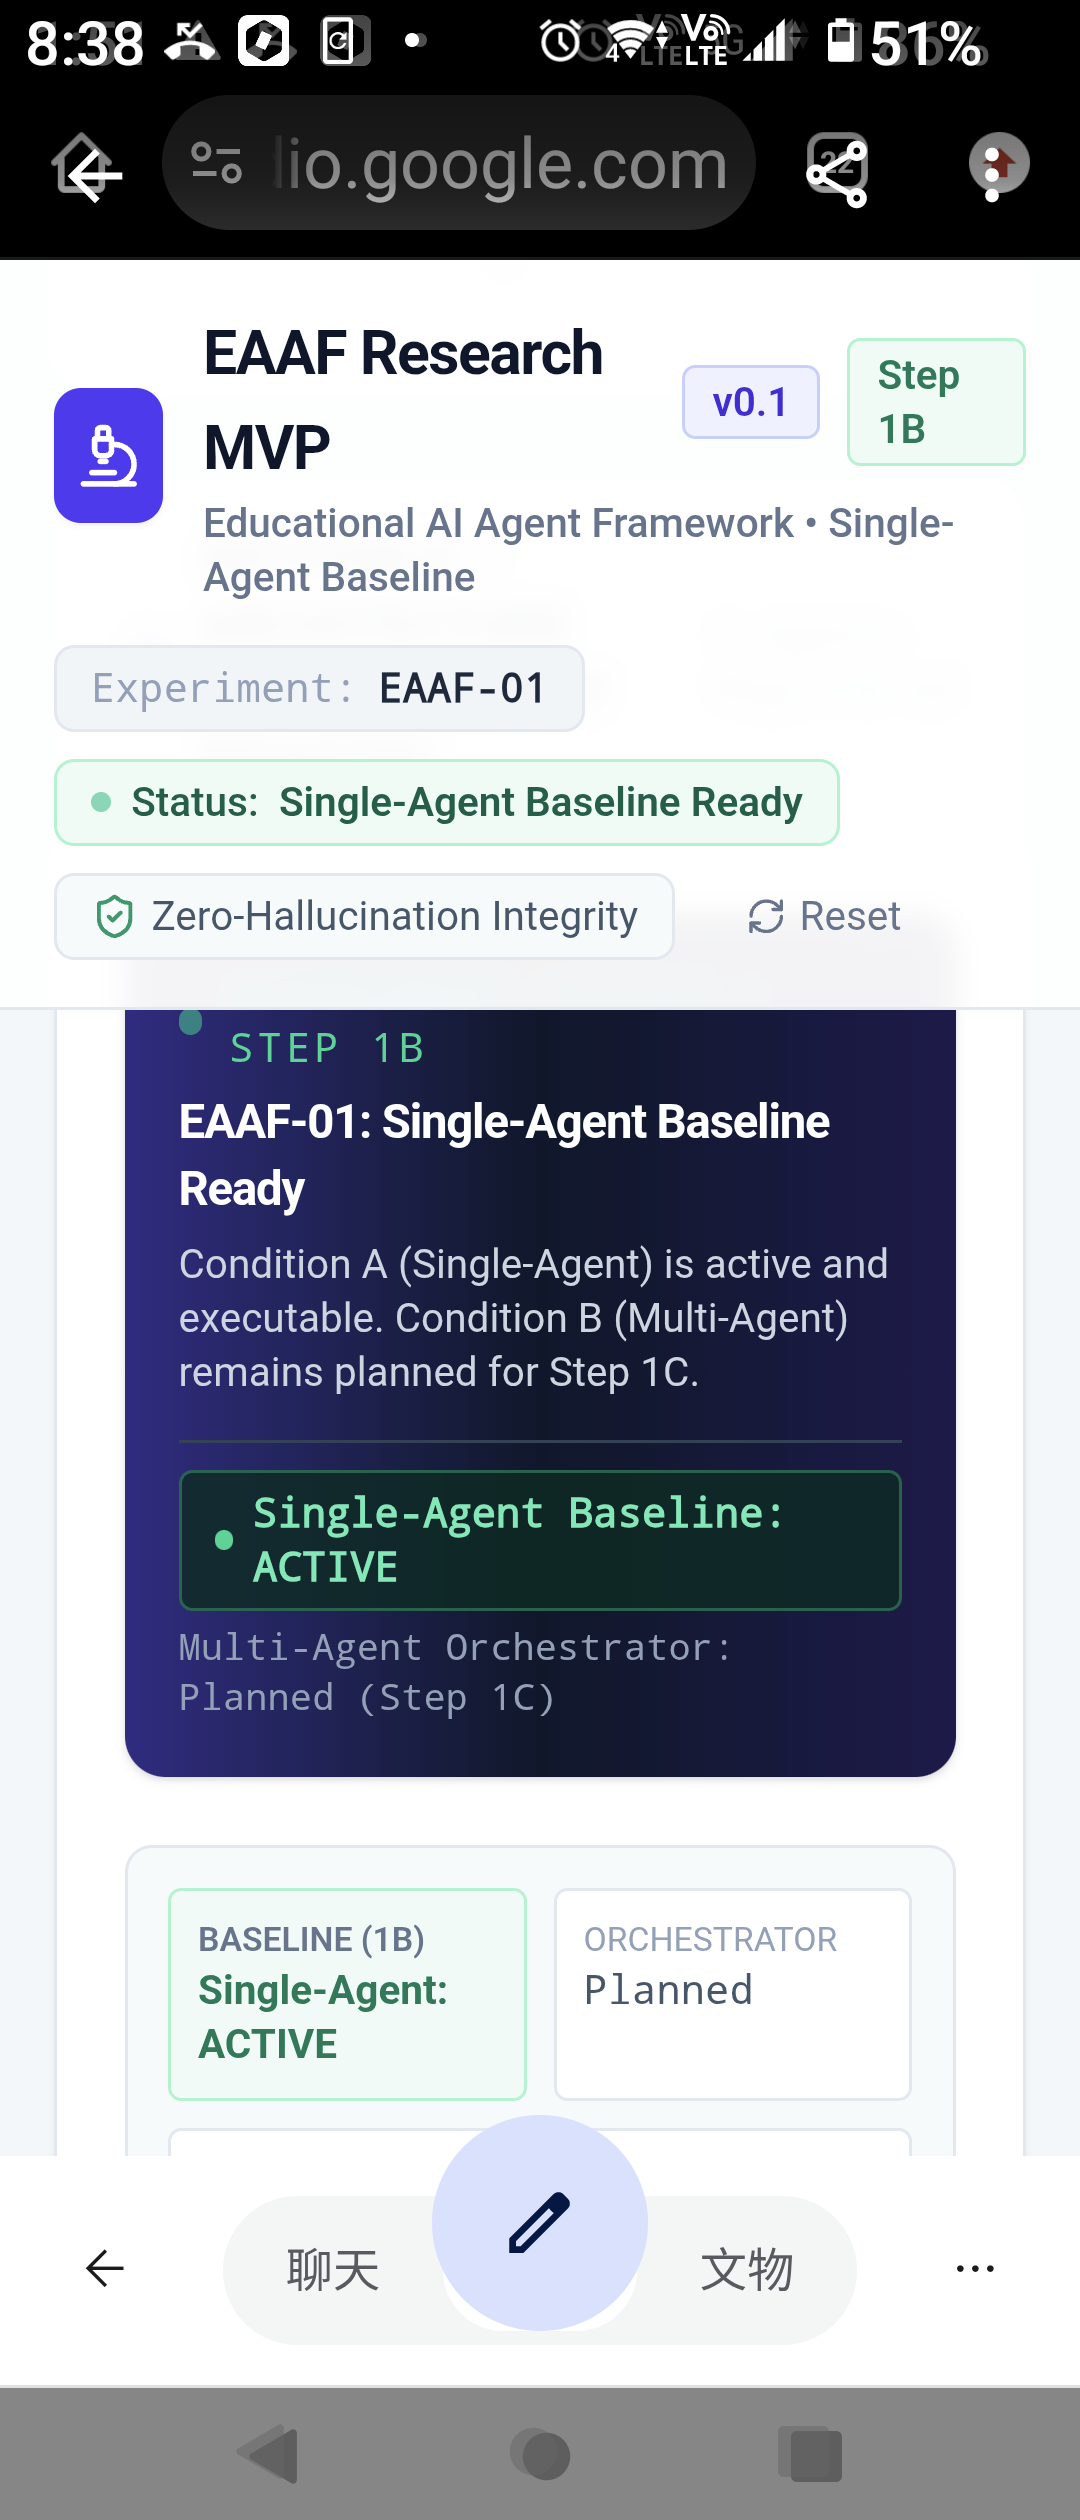 8:38
51%
lio.google.com
22
EAAF Research
MVP
v0.1
Step
1B
Educational AI Agent Framework • Single-
Agent Baseline
Experiment: EAAF-01
Status: Single-Agent Baseline Ready
Zero-Hallucination Integrity
Reset
STEP 1B
EAAF-01: Single-Agent Baseline
Ready
Condition A (Single-Agent) is active and
executable. Condition B (Multi-Agent)
remains planned for Step 1C.
Single-Agent Baseline:
ACTIVE
Multi-Agent Orchestrator:
Planned (Step 1C)
BASELINE (1B)
Single-Agent:
ACTIVE
ORCHESTRATOR
Planned
聊天
文物